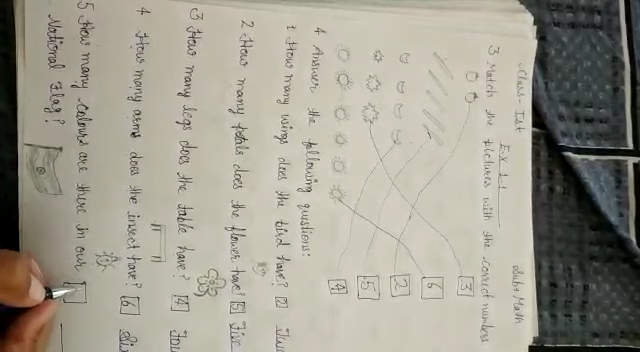 Class - Ist Sub: Math
EX 1.1
3 Match the pictures with the correct numbers
3
6
2
5
4
4 Answer the following questions:
1 How many wings does the bird have? 2
2 How many petals does the flower have? 5 Five
3 How many legs does the table have? 4
4 How many arms does the insect have? 6
5 How many colours are there in our
National Flag?